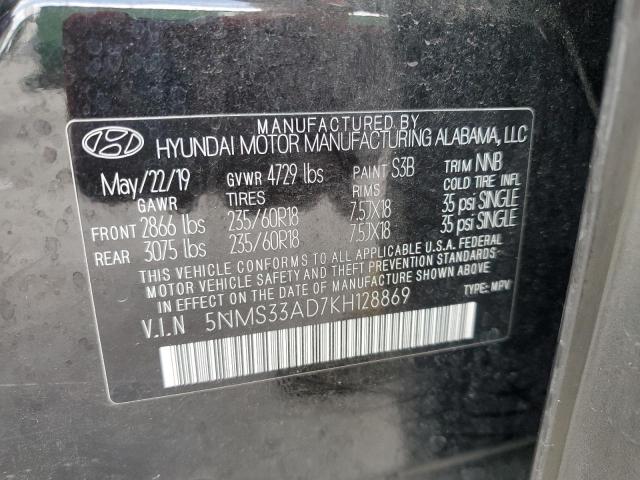 MANUFACTURED BY
HYUNDAI MOTOR MANUFACTURING ALABAMA, LLC
May/22/19 GVWR 4729 lbs PAINT S3B TRIM NNB
GAWR TIRES RIMS COLD TIRE INFL
FRONT 2866 lbs 235/60R18 7.5JX18 35 psi SINGLE
REAR 3075 lbs 235/60R18 7.5JX18 35 psi SINGLE
THIS VEHICLE CONFORMS TO ALL APPLICABLE U.S.A. FEDERAL
MOTOR VEHICLE SAFETY AND THEFT PREVENTION STANDARDS
IN EFFECT ON THE DATE OF MANUFACTURE SHOWN ABOVE.
V.I.N 5NMS33AD7KH128869 TYPE: MPV